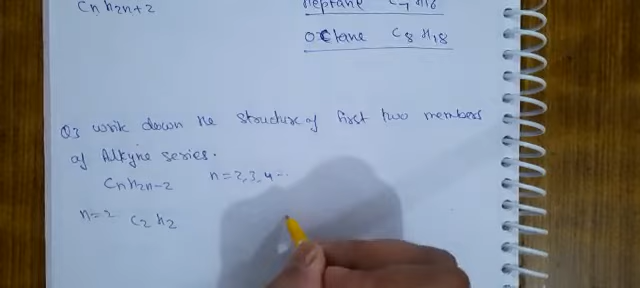 CnH2n+2
Heptane C7H16
Octane C8H18
Q3 write down the structure of first two members
of Alkyne series.
CnH2n-2 n=2,3,4--
n=2 C2H2